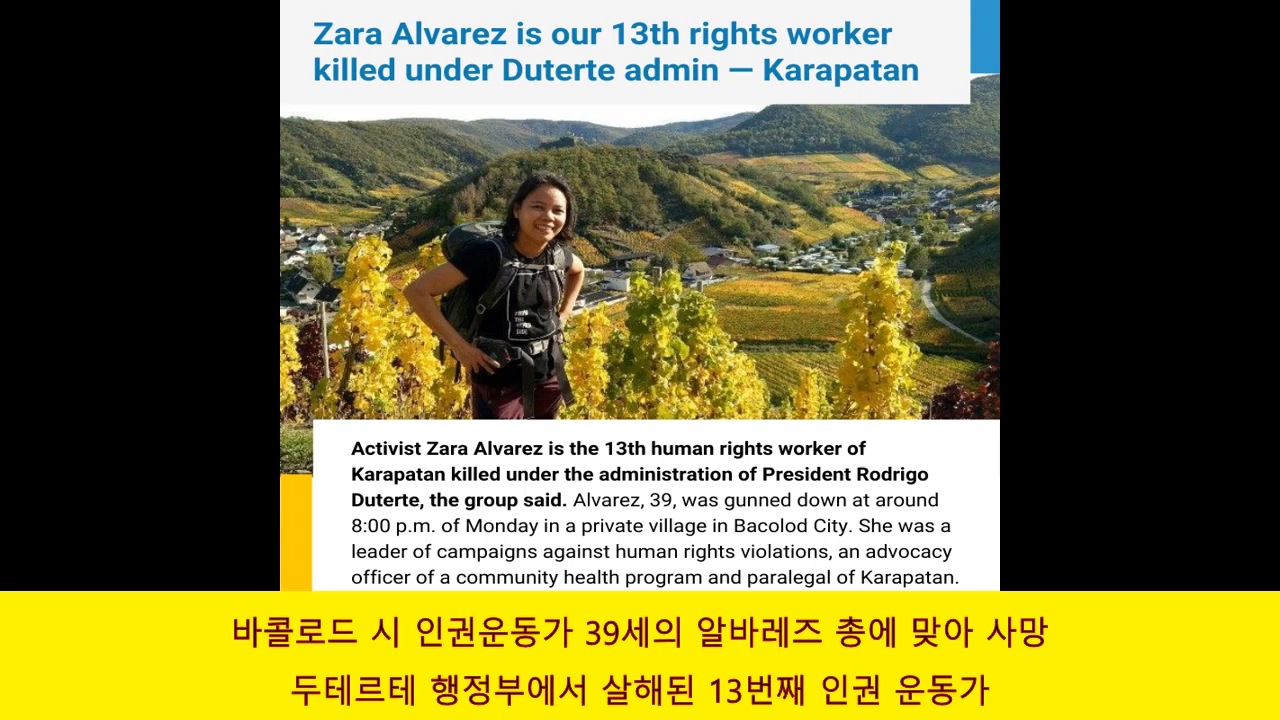 Zara Alvarez is our 13th rights worker
killed under Duterte admin — Karapatan
Activist Zara Alvarez is the 13th human rights worker of
Karapatan killed under the administration of President Rodrigo
Duterte, the group said. Alvarez, 39, was gunned down at around
8:00 p.m. of Monday in a private village in Bacolod City. She was a
leader of campaigns against human rights violations, an advocacy
officer of a community health program and paralegal of Karapatan.
바콜로드 시 인권운동가 39세의 알바레즈 총에 맞아 사망
두테르테 행정부에서 살해된 13번째 인권 운동가